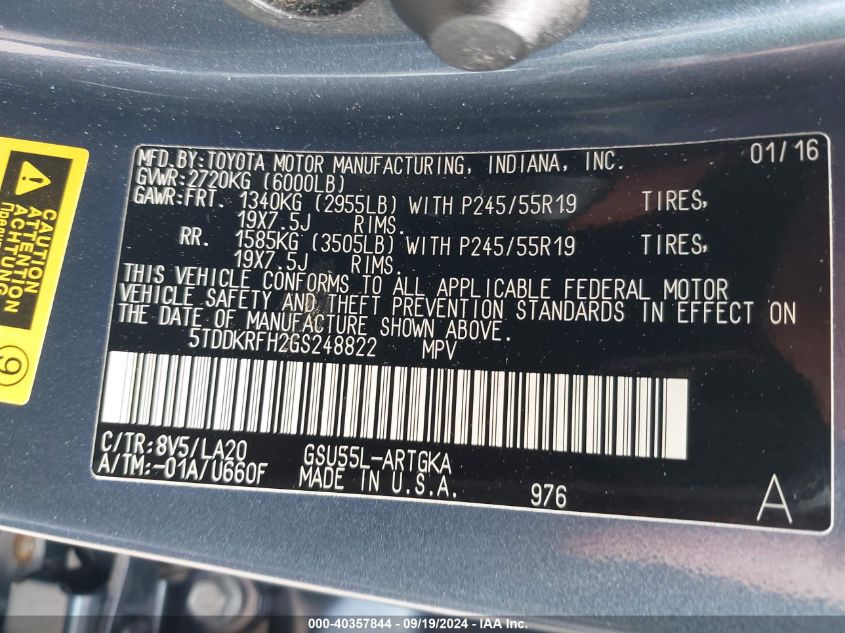 MFD.BY:TOYOTA MOTOR MANUFACTURING, INDIANA, INC. 01/16
GVWR:2720KG (6000LB)
GAWR:FRT. 1340KG (2955LB) WITH P245/55R19 TIRES,
19X7.5J RIMS.
RR. 1585KG (3505LB) WITH P245/55R19 TIRES,
19X7.5J RIMS.
THIS VEHICLE CONFORMS TO ALL APPLICABLE FEDERAL MOTOR
VEHICLE SAFETY AND THEFT PREVENTION STANDARDS IN EFFECT ON
THE DATE OF MANUFACTURE SHOWN ABOVE.
5TDDKRFH2GS248822 MPV
C/TR:8V5/LA20 GSU55L-ARTGKA
A/TM:-01A/U660F MADE IN U.S.A. 976 A
CAUTION
ATTENTION
ACHTUNG
9
000-40357844 - 09/19/2024 - IAA, Inc.